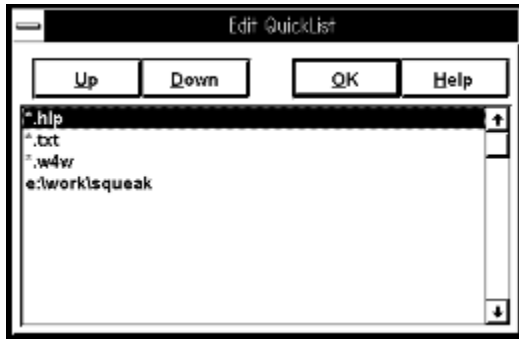 Edit QuickList
Up Down OK Help
*.hlp
*.txt
*.w4w
e:\work\squeak